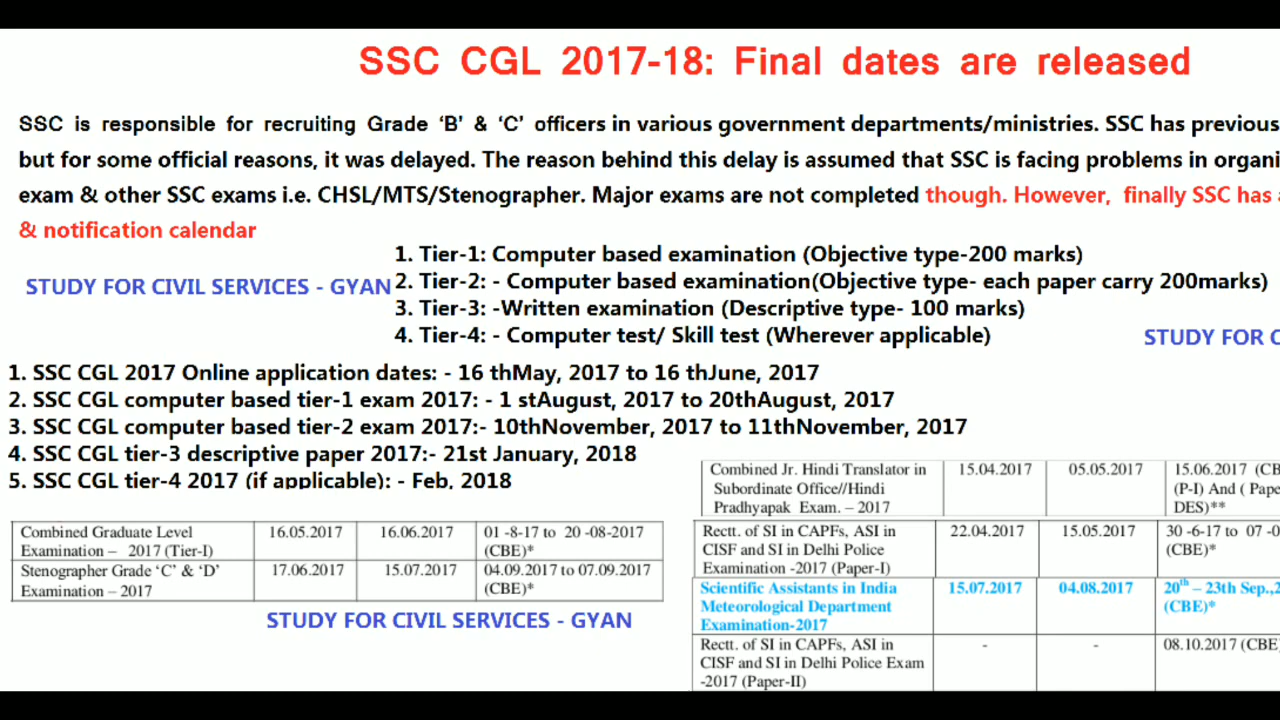 SSC CGL 2017-18: Final dates are released
SSC is responsible for recruiting Grade ‘B’ & ‘C’ officers in various government departments/ministries. SSC has previous
but for some official reasons, it was delayed. The reason behind this delay is assumed that SSC is facing problems in organi
exam & other SSC exams i.e. CHSL/MTS/Stenographer. Major exams are not completed though. However, finally SSC has
& notification calendar
1. Tier-1: Computer based examination (Objective type-200 marks)
STUDY FOR CIVIL SERVICES - GYAN
2. Tier-2: - Computer based examination(Objective type- each paper carry 200marks)
3. Tier-3: -Written examination (Descriptive type- 100 marks)
4. Tier-4: - Computer test/ Skill test (Wherever applicable)
STUDY FOR C
1. SSC CGL 2017 Online application dates: - 16 thMay, 2017 to 16 thJune, 2017
2. SSC CGL computer based tier-1 exam 2017: - 1 stAugust, 2017 to 20thAugust, 2017
3. SSC CGL computer based tier-2 exam 2017:- 10thNovember, 2017 to 11thNovember, 2017
4. SSC CGL tier-3 descriptive paper 2017:- 21st January, 2018
5. SSC CGL tier-4 2017 (if applicable): - Feb, 2018
Combined Graduate Level 16.05.2017 16.06.2017 01 -8-17 to 20 -08-2017
Examination – 2017 (Tier-I) (CBE)*
Stenographer Grade ‘C’ & ‘D’ 17.06.2017 15.07.2017 04.09.2017 to 07.09.2017
Examination – 2017 (CBE)*
STUDY FOR CIVIL SERVICES - GYAN
Combined Jr. Hindi Translator in 15.04.2017 05.05.2017 15.06.2017 (CB
Subordinate Office//Hindi (P-I) And ( Pape
Pradhyapak Exam. – 2017 DES)**
Rectt. of SI in CAPFs, ASI in 22.04.2017 15.05.2017 30 -6-17 to 07 -0
CISF and SI in Delhi Police (CBE)*
Examination -2017 (Paper-I)
Scientific Assistants in India 15.07.2017 04.08.2017 20th – 23th Sep.,2
Meteorological Department (CBE)*
Examination-2017
Rectt. of SI in CAPFs, ASI in - - 08.10.2017 (CBE
CISF and SI in Delhi Police Exam
-2017 (Paper-II)